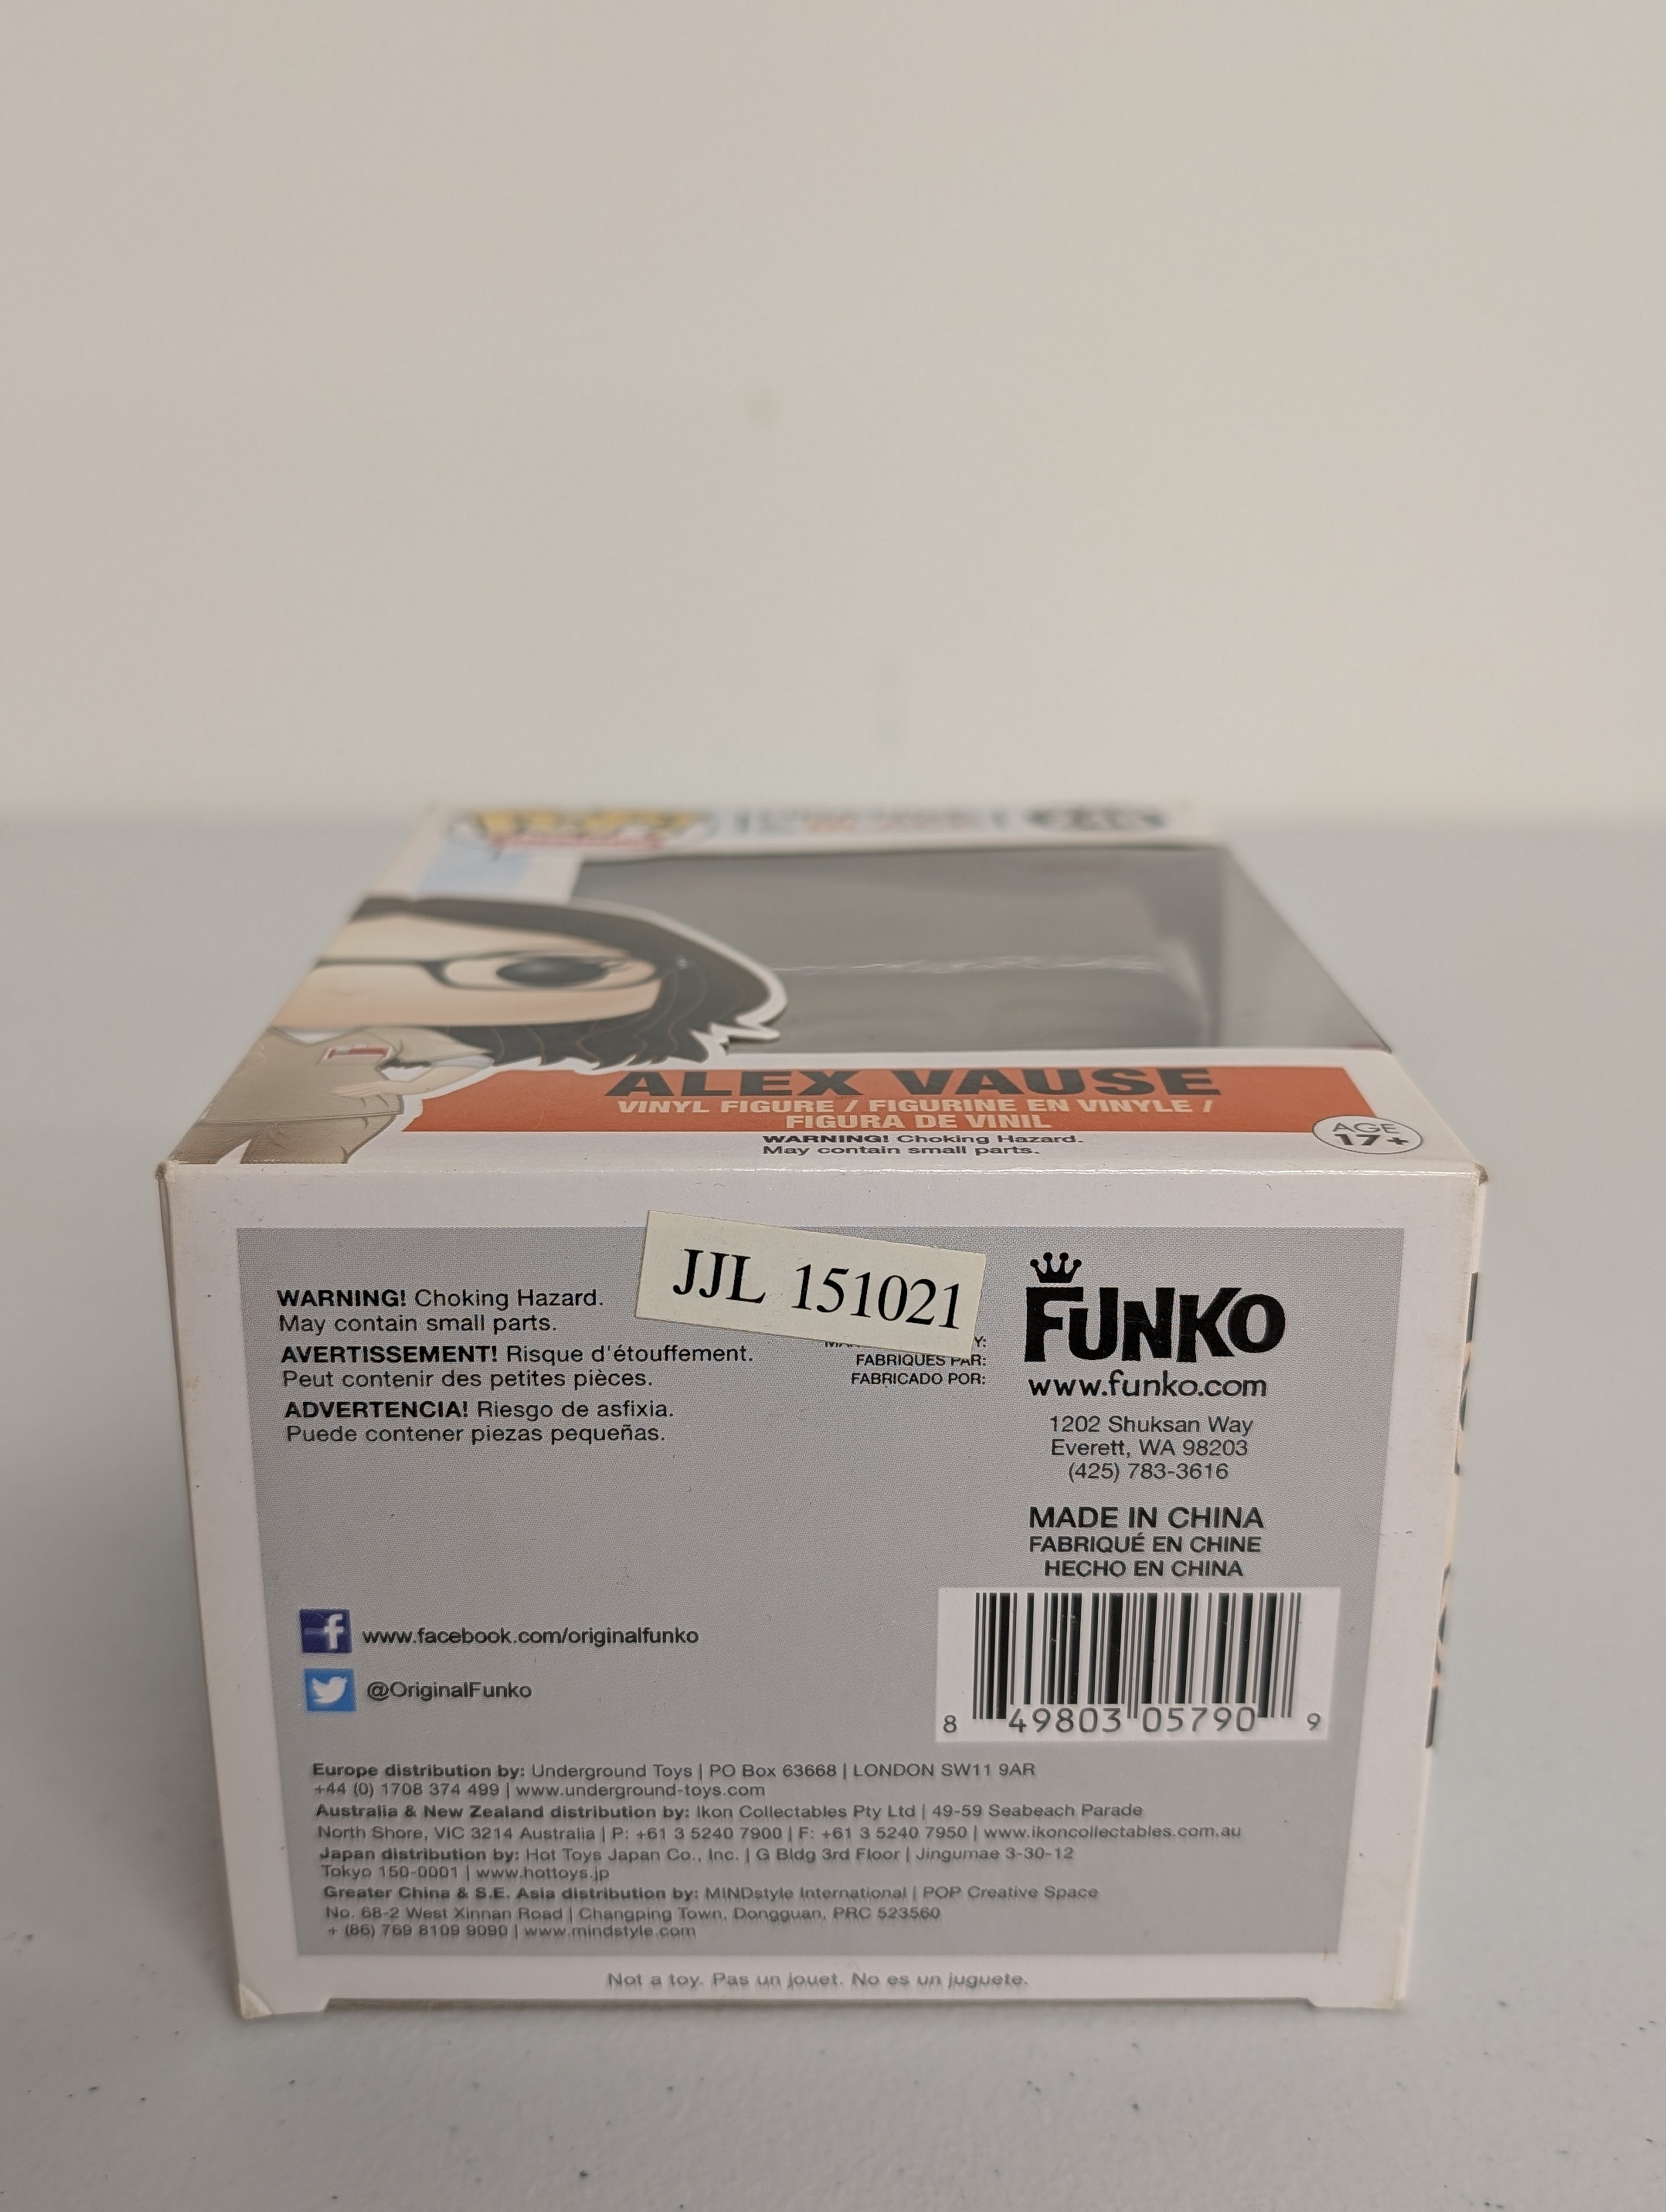 ALEX VAUSE
VINYL FIGURE / FIGURINE EN VINYLE /
FIGURA DE VINIL
WARNING! Choking Hazard.
May contain small parts.
AGE
17+
JJL 151021
WARNING! Choking Hazard.
May contain small parts.
AVERTISSEMENT! Risque d'étouffement.
Peut contenir des petites pièces.
ADVERTENCIA! Riesgo de asfixia.
Puede contener piezas pequeñas.
FABRIQUÉS PAR:
FABRICADO POR:
FUNKO
www.funko.com
1202 Shuksan Way
Everett, WA 98203
(425) 783-3616
MADE IN CHINA
FABRIQUÉ EN CHINE
HECHO EN CHINA
8 49803 05790 9
www.facebook.com/originalfunko
@OriginalFunko
Europe distribution by: Underground Toys | PO Box 63668 | LONDON SW11 9AR
+44 (0) 1708 374 499 | www.underground-toys.com
Australia & New Zealand distribution by: Ikon Collectables Pty Ltd | 49-59 Seabeach Parade
North Shore, VIC 3214 Australia | P: +61 3 5240 7900 | F: +61 3 5240 7950 | www.ikoncollectables.com.au
Japan distribution by: Hot Toys Japan Co., Inc. | G Bldg 3rd Floor | Jingumae 3-30-12
Tokyo 150-0001 | www.hottoys.jp
Greater China & S.E. Asia distribution by: MINDstyle International | POP Creative Space
No. 68-2 West Xinnan Road | Changping Town, Dongguan, PRC 523560
+ (86) 769 8109 9090 | www.mindstyle.com
Not a toy. Pas un jouet. No es un juguete.